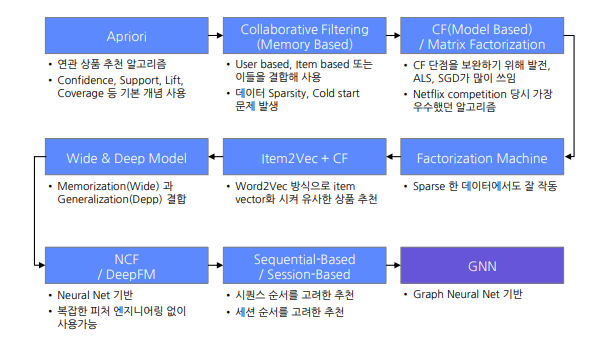 Apriori
• 연관 상품 추천 알고리즘
• Confidence, Support, Lift,
Coverage 등 기본 개념 사용
Collaborative Filtering
(Memory Based)
• User based, Item based 또는
이들을 결합해 사용
• 데이터 Sparsity, Cold start
문제 발생
CF(Model Based)
/ Matrix Factorization
• CF 단점을 보완하기 위해 발전,
ALS, SGD가 많이 쓰임
• Netflix competition 당시 가장
우수했던 알고리즘
Wide & Deep Model
• Memorization(Wide) 과
Generalization(Depp) 결합
Item2Vec + CF
• Word2Vec 방식으로 item
vector화 시켜 유사한 상품 추천
Factorization Machine
• Sparse 한 데이터에서도 잘 작동
NCF
/ DeepFM
• Neural Net 기반
• 복잡한 피처 엔지니어링 없이
사용가능
Sequential-Based
/ Session-Based
• 시퀀스 순서를 고려한 추천
• 세션 순서를 고려한 추천
GNN
• Graph Neural Net 기반